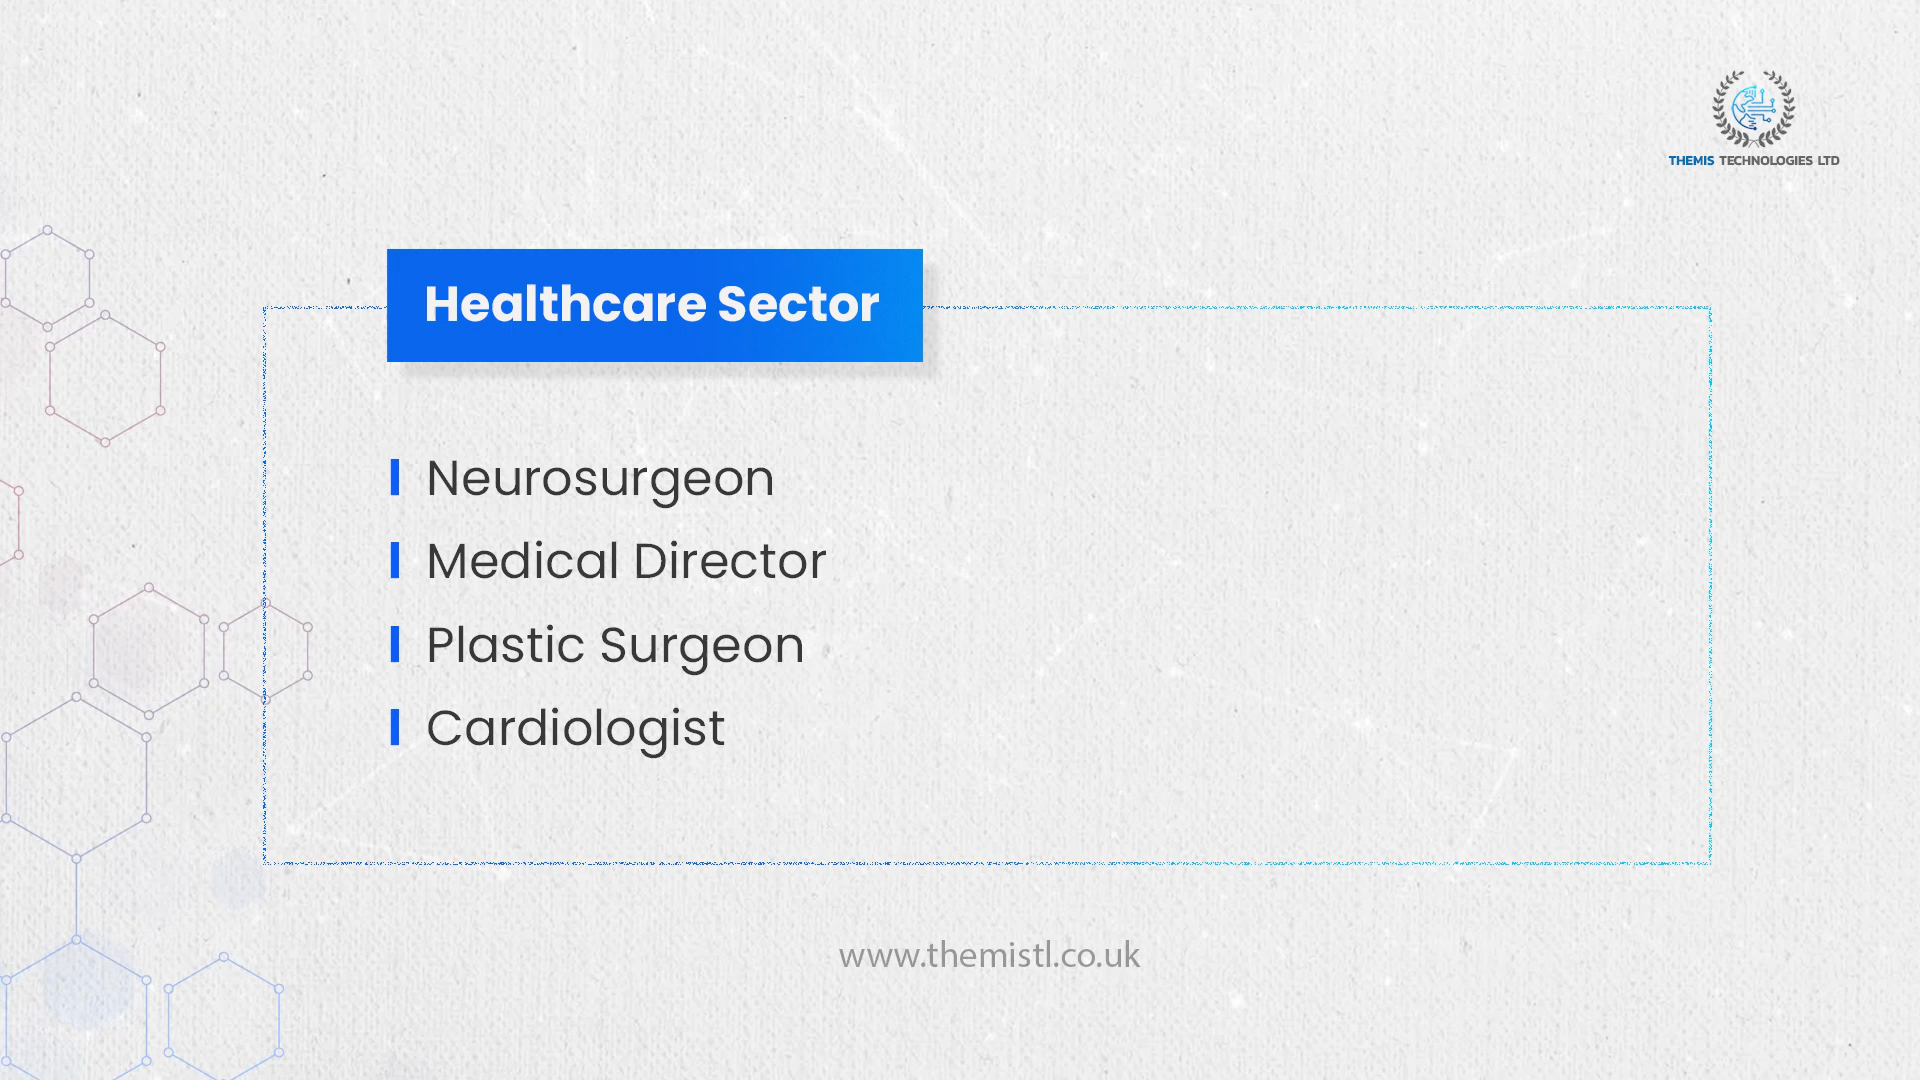 THEMIS TECHNOLOGIES LTD
Healthcare Sector
Neurosurgeon
Medical Director
Plastic Surgeon
Cardiologist
www.themistl.co.uk